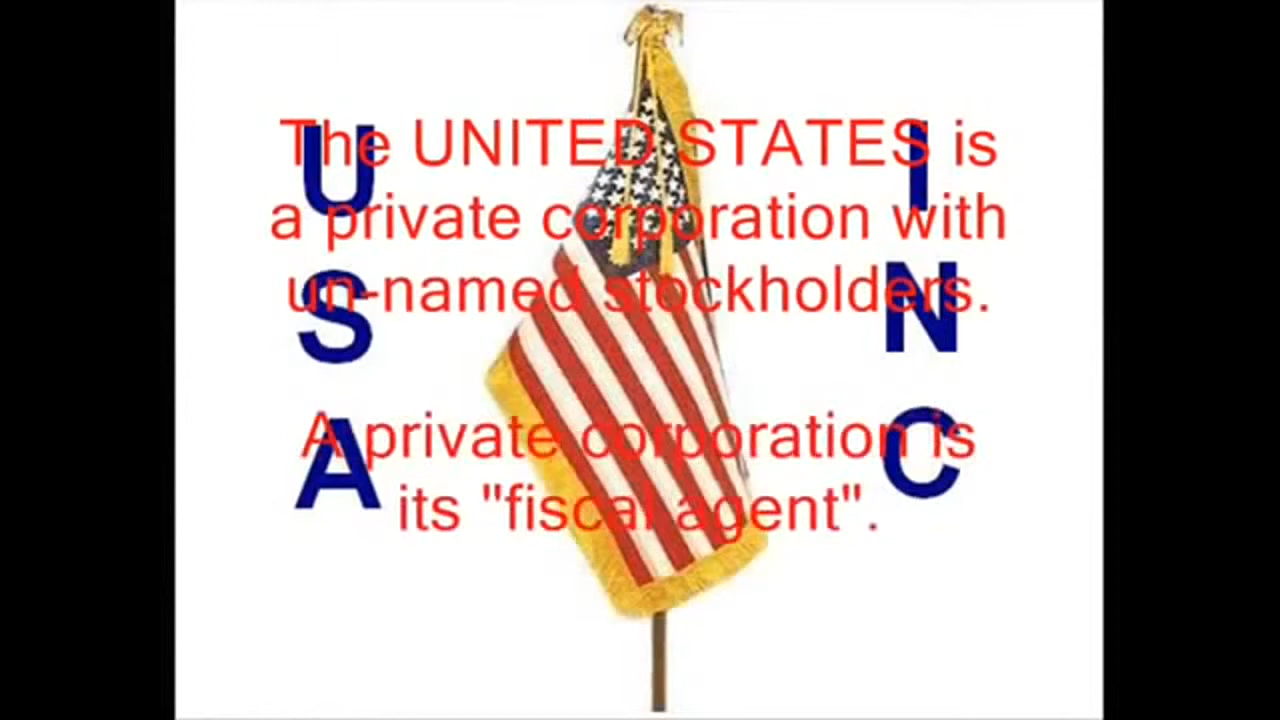 The UNITED STATES is
a private corporation with
un-named stockholders.
A private corporation is
its "fiscal agent".
U
S
A
I
N
C